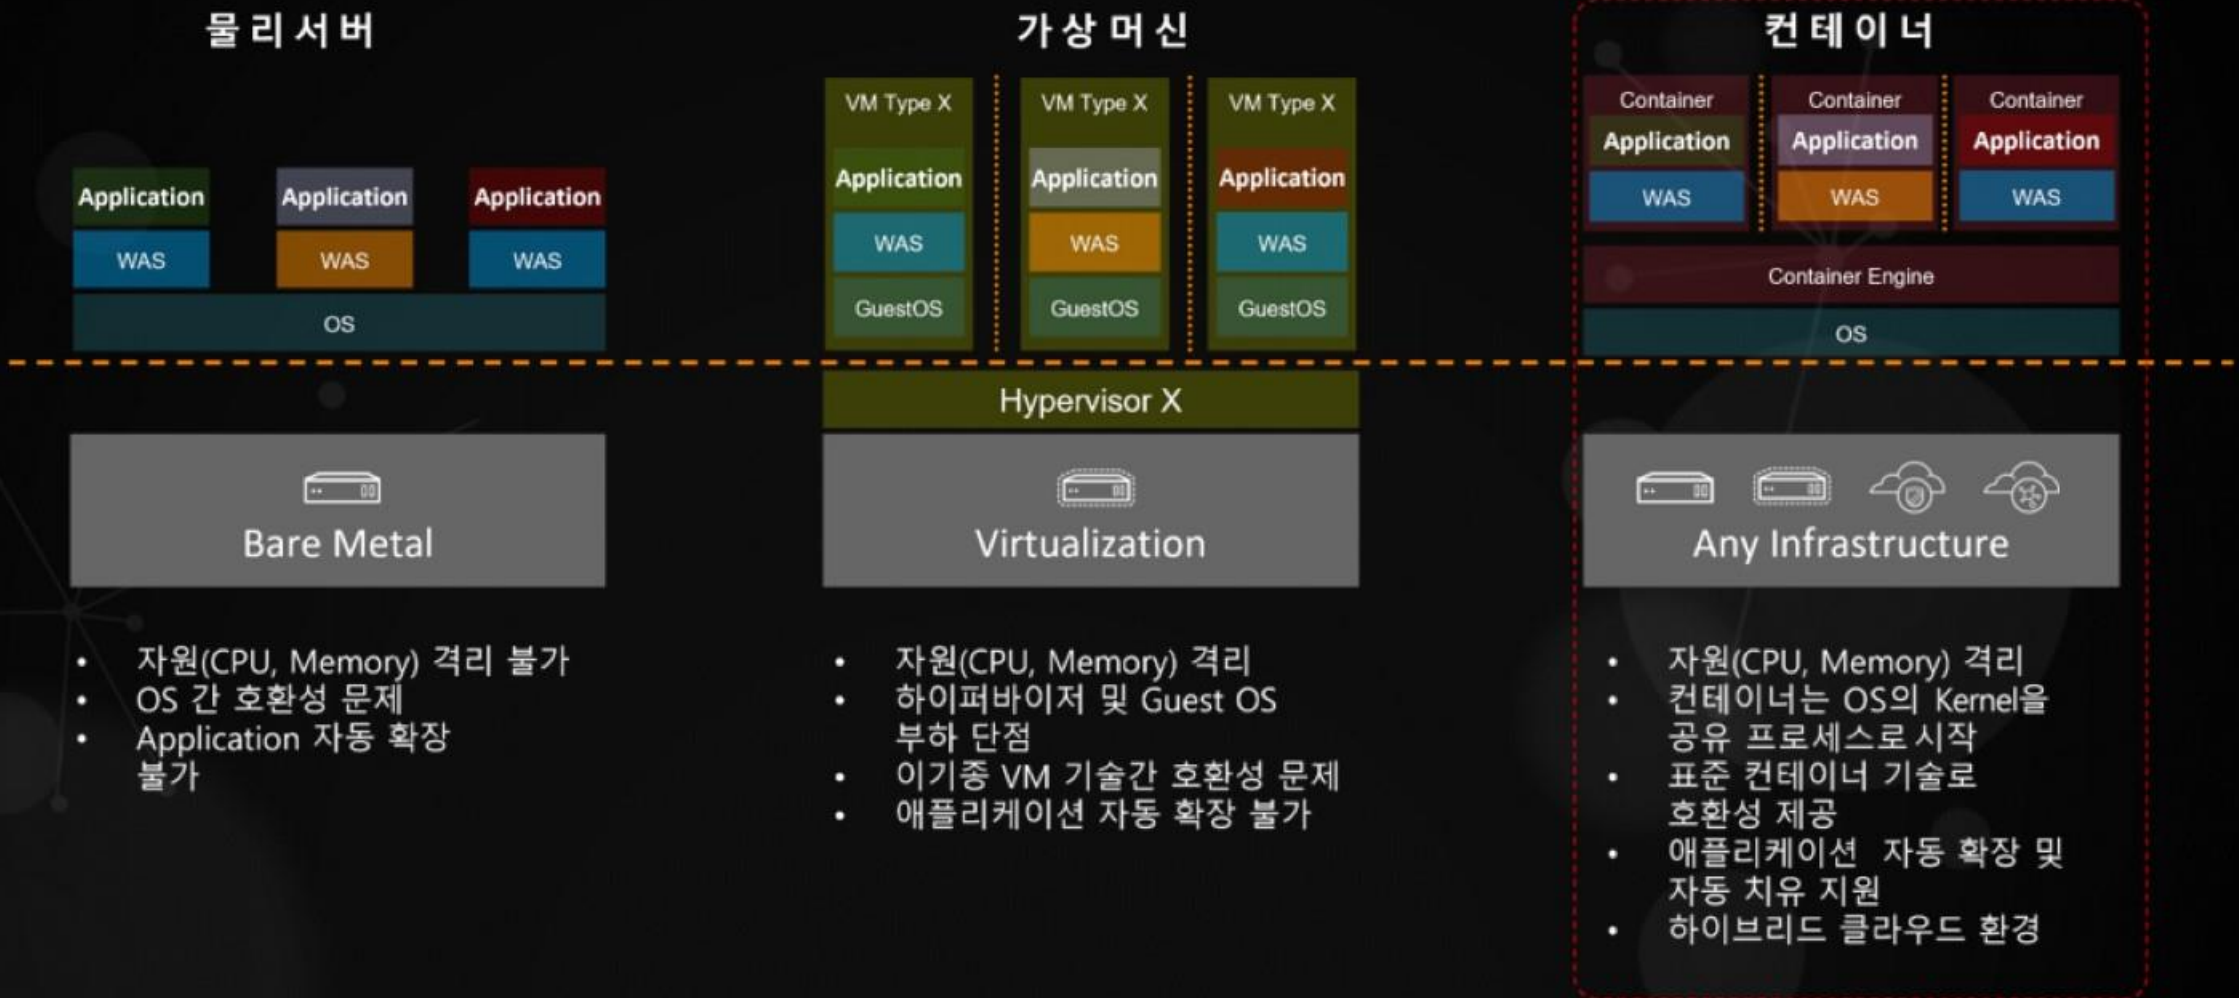 물리서버
Application
Application
Application
WAS
WAS
WAS
OS
Bare Metal
• 자원(CPU, Memory) 격리 불가
• OS 간 호환성 문제
• Application 자동 확장
불가
가상머신
VM Type X
VM Type X
VM Type X
Application
Application
Application
WAS
WAS
WAS
GuestOS
GuestOS
GuestOS
Hypervisor X
Virtualization
• 자원(CPU, Memory) 격리
• 하이퍼바이저 및 Guest OS
부하 단점
• 이기종 VM 기술간 호환성 문제
• 애플리케이션 자동 확장 불가
컨테이너
Container
Container
Container
Application
Application
Application
WAS
WAS
WAS
Container Engine
OS
Any Infrastructure
• 자원(CPU, Memory) 격리
• 컨테이너는 OS의 Kernel을
공유 프로세스로 시작
• 표준 컨테이너 기술로
호환성 제공
• 애플리케이션 자동 확장 및
자동 치유 지원
• 하이브리드 클라우드 환경